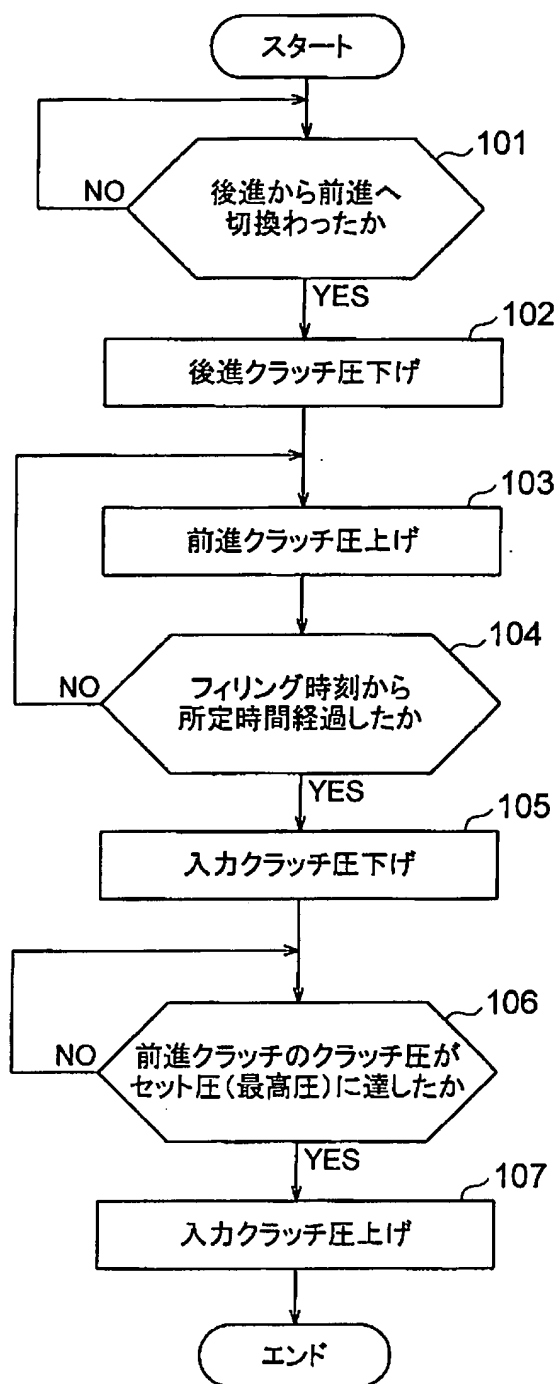 スタート
101
後進から前進へ
切換わったか
NO
YES
102
後進クラッチ圧下げ
103
前進クラッチ圧上げ
104
フィリング時刻から
所定時間経過したか
NO
YES
105
入力クラッチ圧下げ
106
前進クラッチのクラッチ圧が
セット圧(最高圧)に達したか
NO
YES
107
入力クラッチ圧上げ
エンド